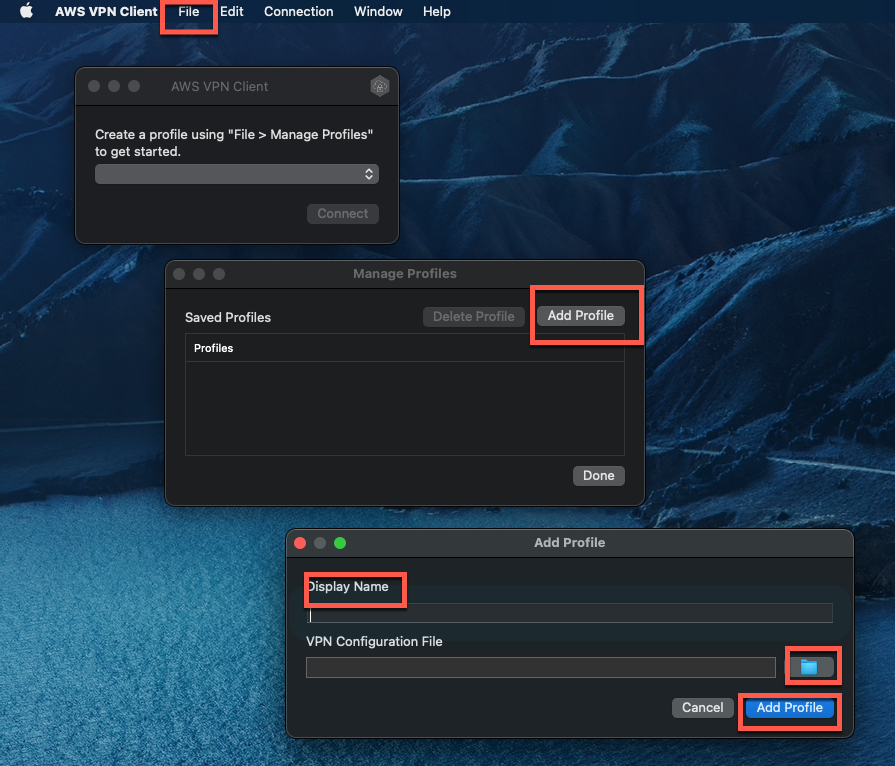 AWS VPN Client File Edit Connection Window Help
AWS VPN Client
Create a profile using "File > Manage Profiles"
to get started.
Connect
Manage Profiles
Saved Profiles Delete Profile Add Profile
Profiles
Done
Add Profile
Display Name
VPN Configuration File
Cancel Add Profile